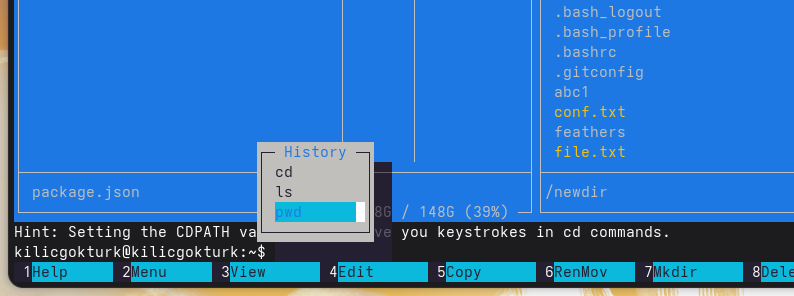 .bash_logout
.bash_profile
.bashrc
.gitconfig
abc1
conf.txt
feathers
file.txt
History
cd
ls
pwd
package.json
/newdir
8G / 148G (39%)
Hint: Setting the CDPATH va ve you keystrokes in cd commands.
kilicgokturk@kilicgokturk:~$
1Help 2Menu 3View 4Edit 5Copy 6RenMov 7Mkdir 8Dele